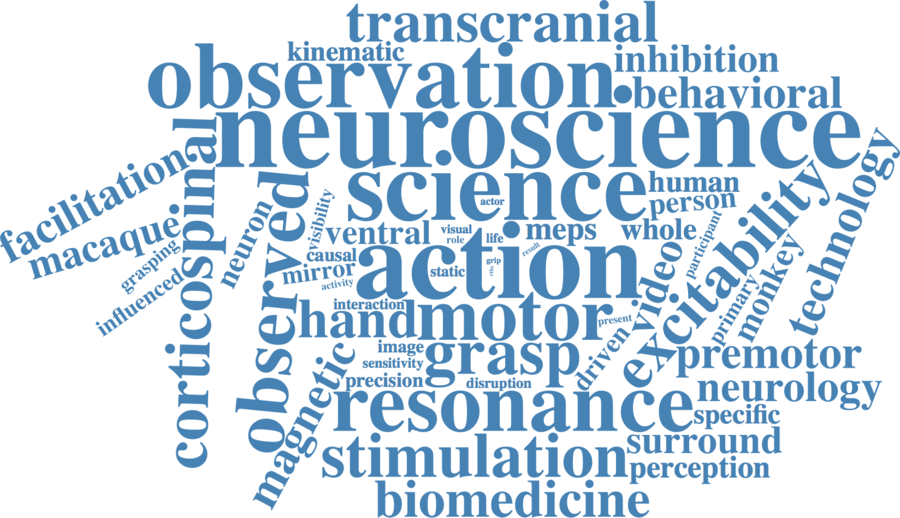 transcranial
kinematic
inhibition
observation
behavioral
neuroscience
science
human
person
actor
facilitational
macaque
grasping
influenced
corticospinal
neuron
observed
visibility
ventral
visual
role
life
meps
whole
result
participant
excitability
technology
causal
mirror
activity
action
static
grip
video
primary
monkey
interaction
hand
motor
present
driven
image
sensitivity
grasp
premotor
precision
disruption
magnetic
resonance
neurology
specific
stimulation
surround
perception
biomedicine